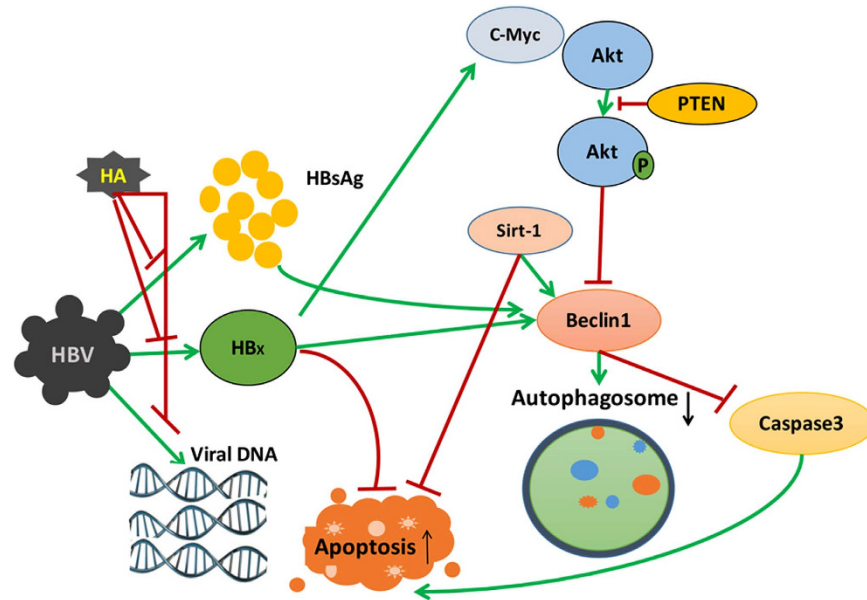 C-Myc
Akt
PTEN
Akt
P
HA
HBsAg
Sirt-1
HBV
HBx
Beclin1
Autophagosome
Caspase3
Viral DNA
Apoptosis